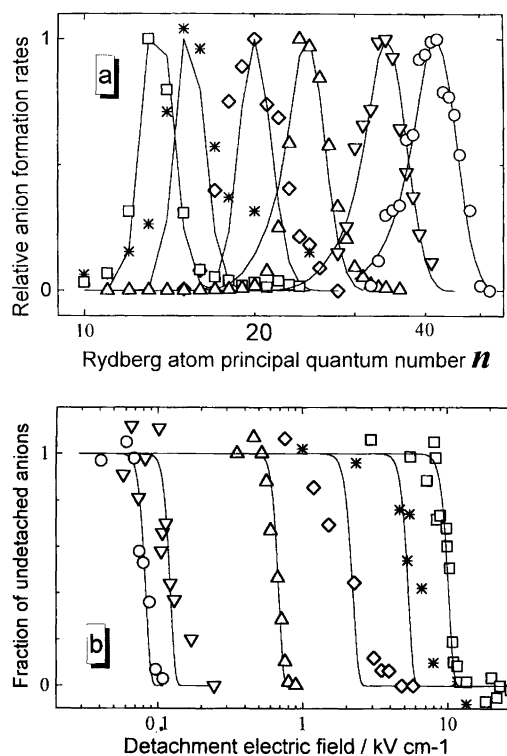 a
Relative anion formation rates
1
0
10
20
30
40
Rydberg atom principal quantum number n
b
Fraction of undetached anions
1
0
0.1
1
10
Detachment electric field / kV cm-1